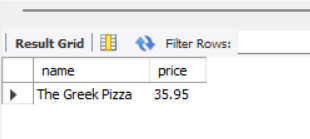 Result Grid Filter Rows:
name price
The Greek Pizza 35.95